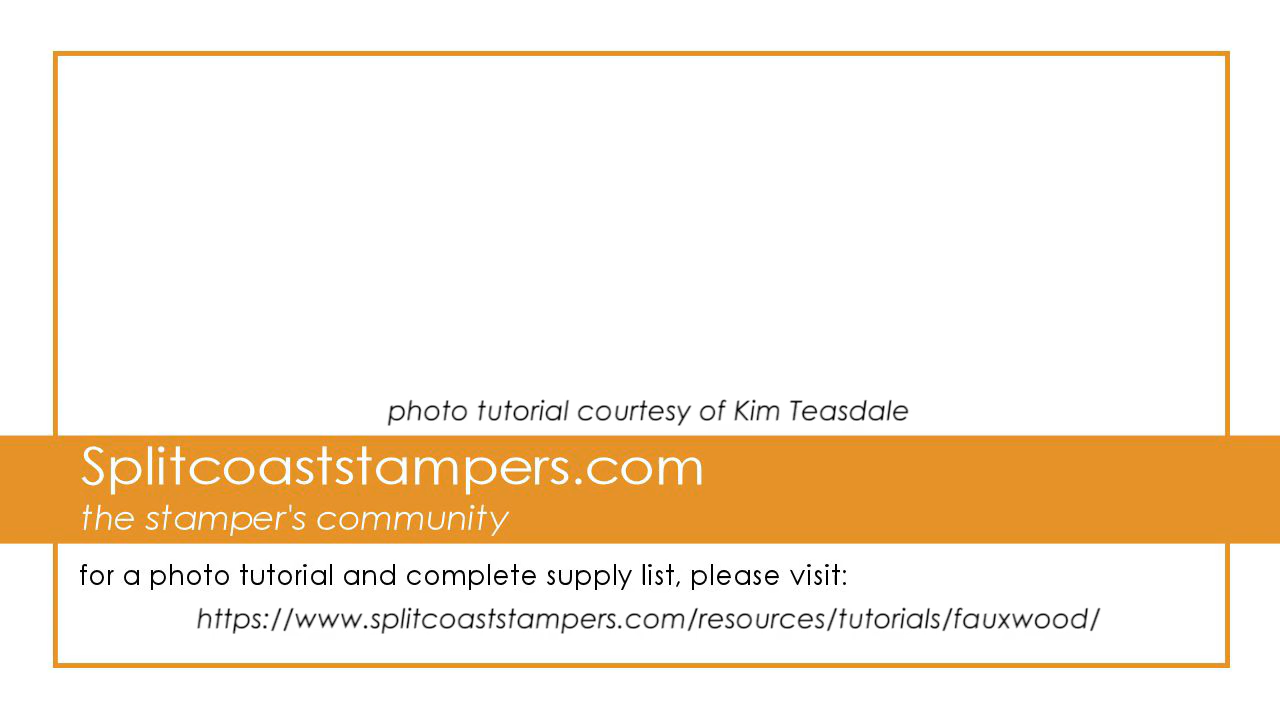 photo tutorial courtesy of Kim Teasdale
Splitcoaststampers.com
the stamper's community
for a photo tutorial and complete supply list, please visit:
https://www.splitcoaststampers.com/resources/tutorials/fauxwood/